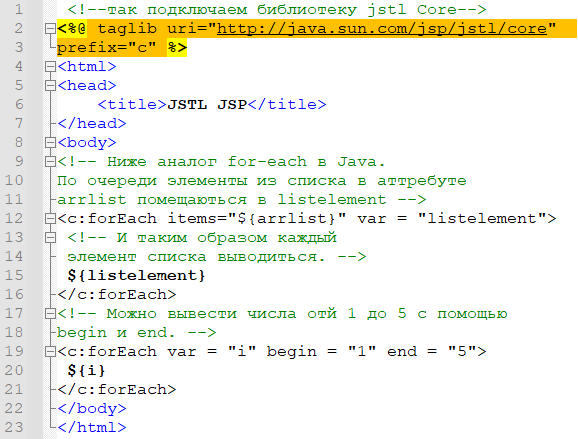 1 <!--так подключаем библиотеку jstl Core-->
2 <%@ taglib uri="http://java.sun.com/jsp/jstl/core"
3 prefix="c" %>
4 <html>
5 <head>
6 <title>JSTL JSP</title>
7 </head>
8 <body>
9 <!-- Ниже аналог for-each в Java.
10 По очереди элементы из списка в аттребуте
11 arrlist помещаються в listelement -->
12 <c:forEach items="${arrlist}" var = "listelement">
13 <!-- И таким образом каждый
14 элемент списка выводиться. -->
15 ${listelement}
16 </c:forEach>
17 <!-- Можно вывести числа отй 1 до 5 с помощью
18 begin и end. -->
19 <c:forEach var = "i" begin = "1" end = "5">
20 ${i}
21 </c:forEach>
22 </body>
23 </html>